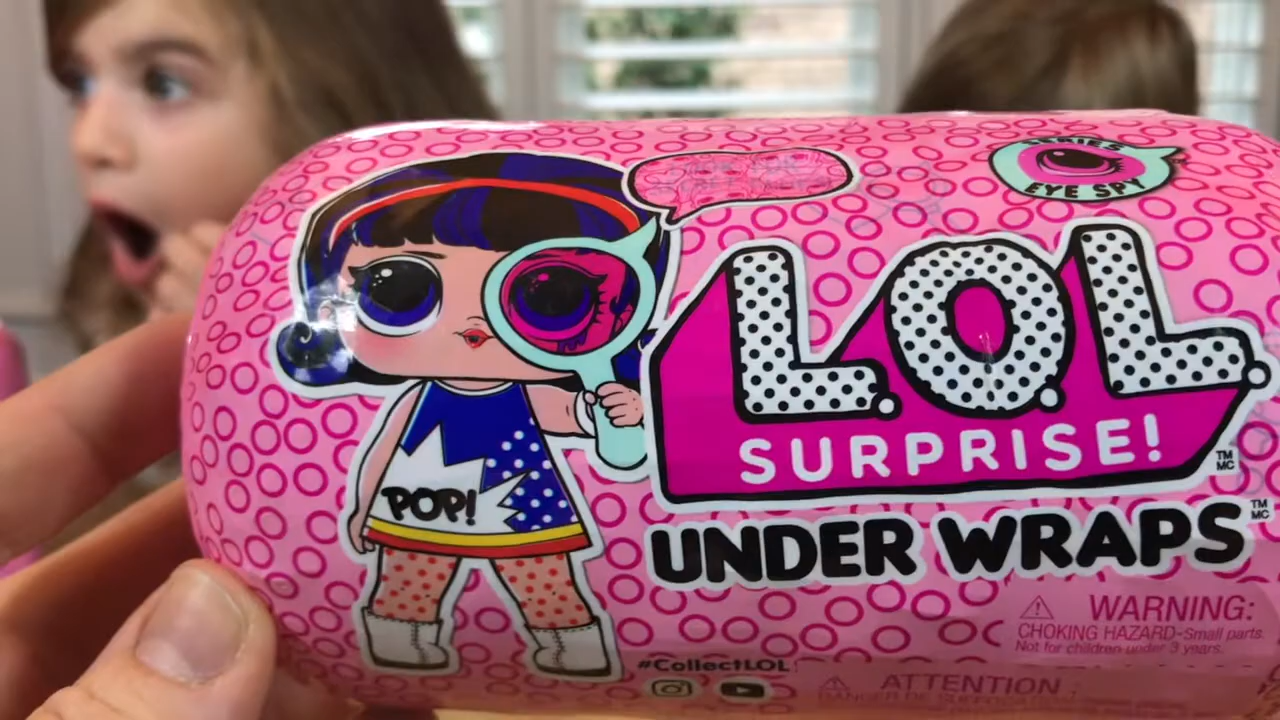 SERIES
EYE SPY
L.O.L.
SURPRISE!
TM
MC
UNDER WRAPS
TM
MC
POP!
WARNING:
CHOKING HAZARD-Small parts.
Not for children under 3 years.
#CollectLOL
ATTENTION